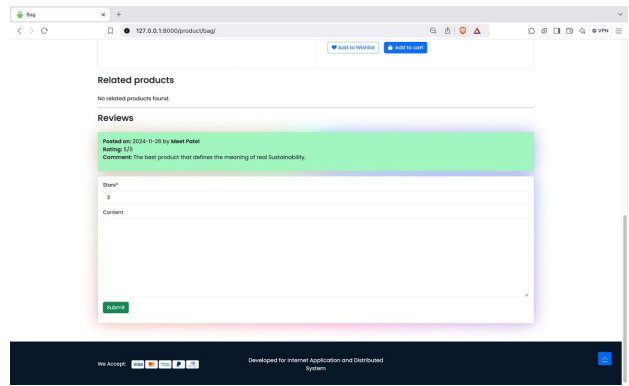 Bag
127.0.0.1:8000/product/bag/
VPN
Add to Wishlist
Add to cart
Related products
No related products found.
Reviews
Posted on: 2024-11-26 by Meet Patel
Rating: 5/5
Comment: The best product that defines the meaning of real Sustainability.
Stars*
3
Content
Submit
We Accept:
VISA
Developed for Internet Application and Distributed
System